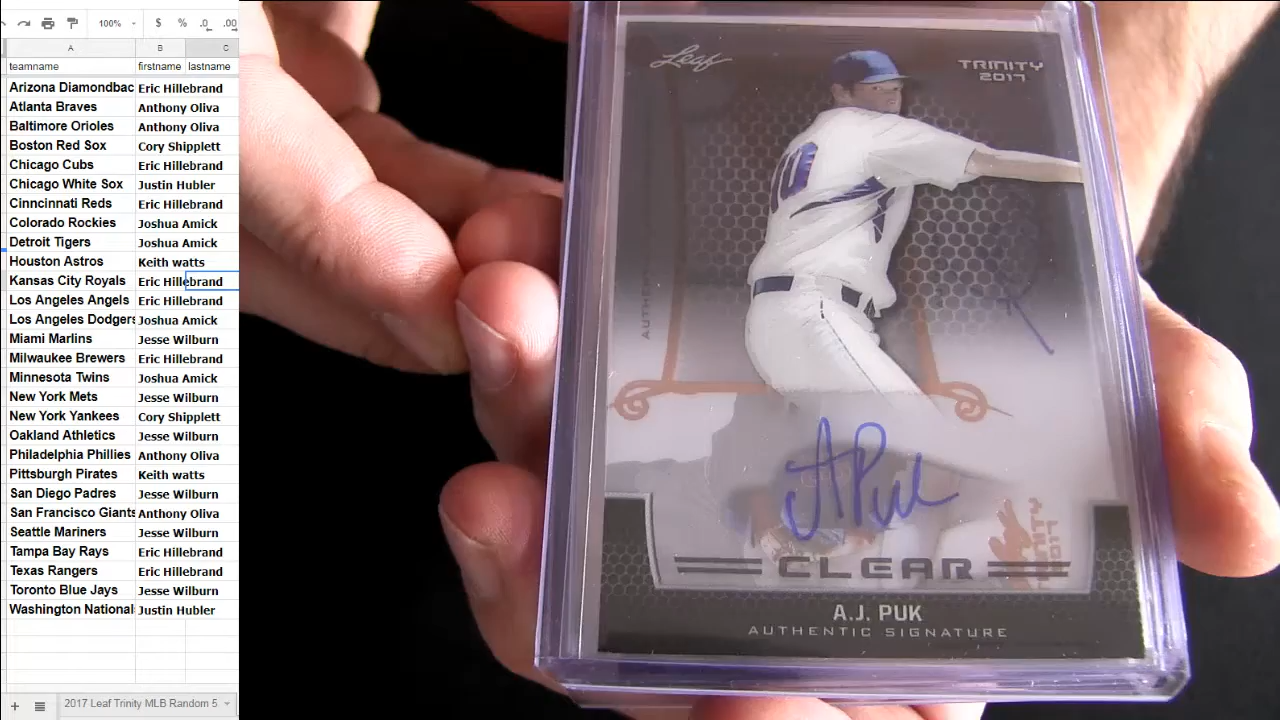 100%
$ % .0 .00
A B C
teamname firstname lastname
Arizona Diamondbac Eric Hillebrand
Atlanta Braves Anthony Oliva
Baltimore Orioles Anthony Oliva
Boston Red Sox Cory Shipplett
Chicago Cubs Eric Hillebrand
Chicago White Sox Justin Hubler
Cinncincinnati Reds Eric Hillebrand
Colorado Rockies Joshua Amick
Detroit Tigers Joshua Amick
Houston Astros Keith watts
Kansas City Royals Eric Hillebrand
Los Angeles Angels Eric Hillebrand
Los Angeles Dodgers Joshua Amick
Miami Marlins Jesse Wilburn
Milwaukee Brewers Eric Hillebrand
Minnesota Twins Joshua Amick
New York Mets Jesse Wilburn
New York Yankees Cory Shipplett
Oakland Athletics Jesse Wilburn
Philadelphia Phillies Anthony Oliva
Pittsburgh Pirates Keith watts
San Diego Padres Jesse Wilburn
San Francisco Giants Anthony Oliva
Seattle Mariners Jesse Wilburn
Tampa Bay Rays Eric Hillebrand
Texas Rangers Eric Hillebrand
Toronto Blue Jays Jesse Wilburn
Washington National Justin Hubler
2017 Leaf Trinity MLB Random 5
Leaf
TRINITY
2017
10
A Puk
CLEAR
A.J. PUK
AUTHENTIC SIGNATURE